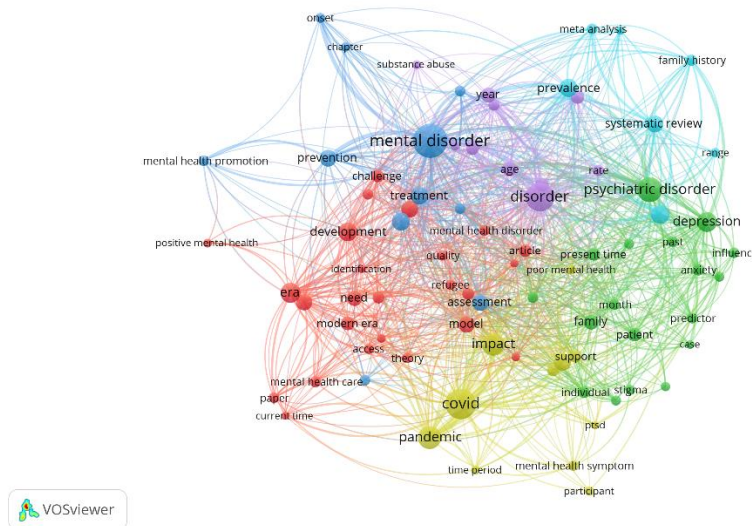 onset
meta analysis
chapter
family history
substance abuse
year
prevalence
systematic review
mental disorder
range
mental health promotion
prevention
challenge
age
rate
psychiatric disorder
treatment
disorder
depression
development
mental health disorder
past
positive mental health
article
present time
influenc
quality
identification
poor mental health
anxiety
era
refugee
need
assessment
month
modern era
model
family
predictor
patient
access
impact
case
theory
support
mental health care
individual
stigma
paper
covid
current time
ptsd
pandemic
time period
mental health symptom
participant
VOSviewer